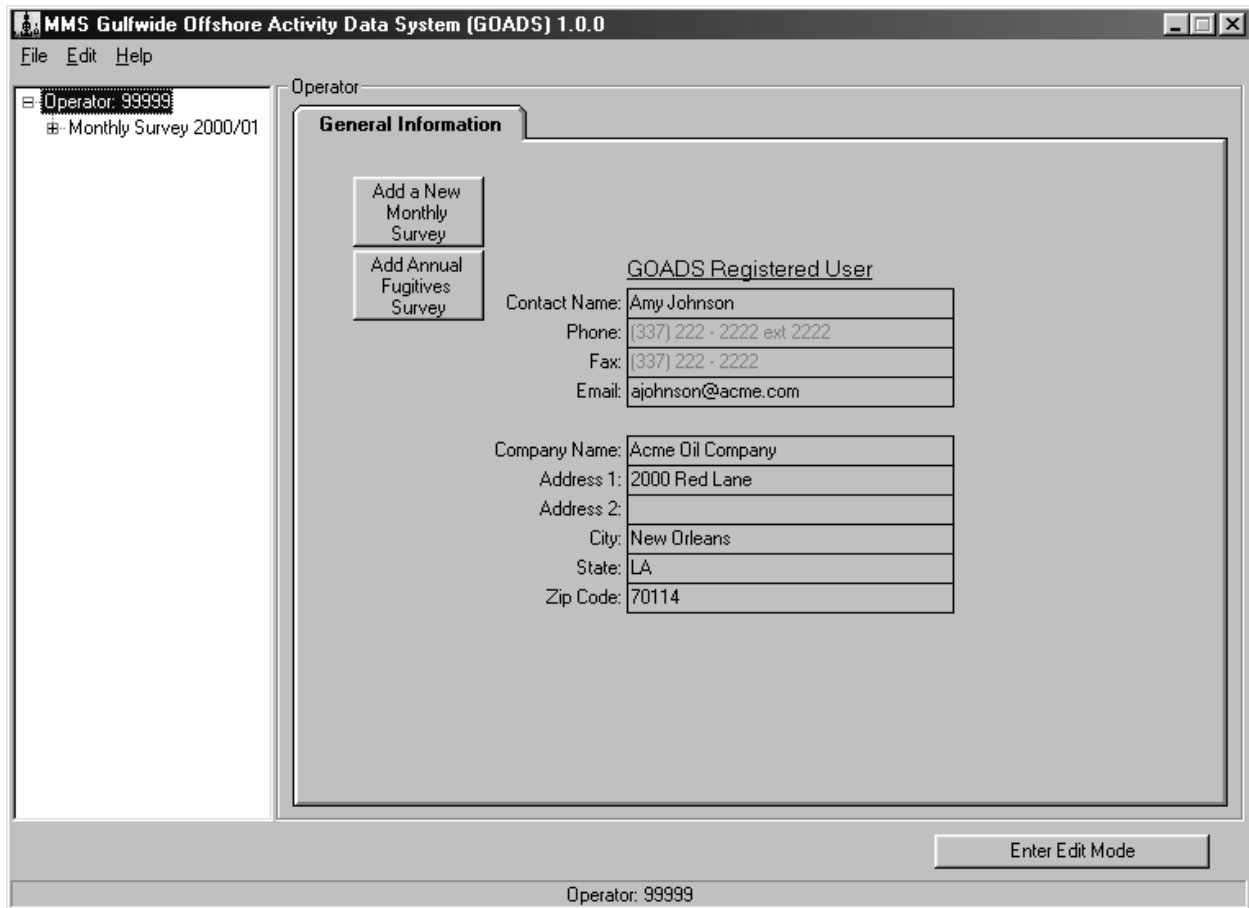 MMS Gulfwide Offshore Activity Data System (GOADS) 1.0.0
File Edit Help
Operator: 99999
Monthly Survey 2000/01
Operator
General Information
Add a New
Monthly
Survey
Add Annual
Fugitives
Survey
GOADS Registered User
Contact Name: Amy Johnson
Phone: (337) 222 - 2222 ext 2222
Fax: (337) 222 - 2222
Email: ajohnson@acme.com
Company Name: Acme Oil Company
Address 1: 2000 Red Lane
Address 2:
City: New Orleans
State: LA
Zip Code: 70114
Enter Edit Mode
Operator: 99999